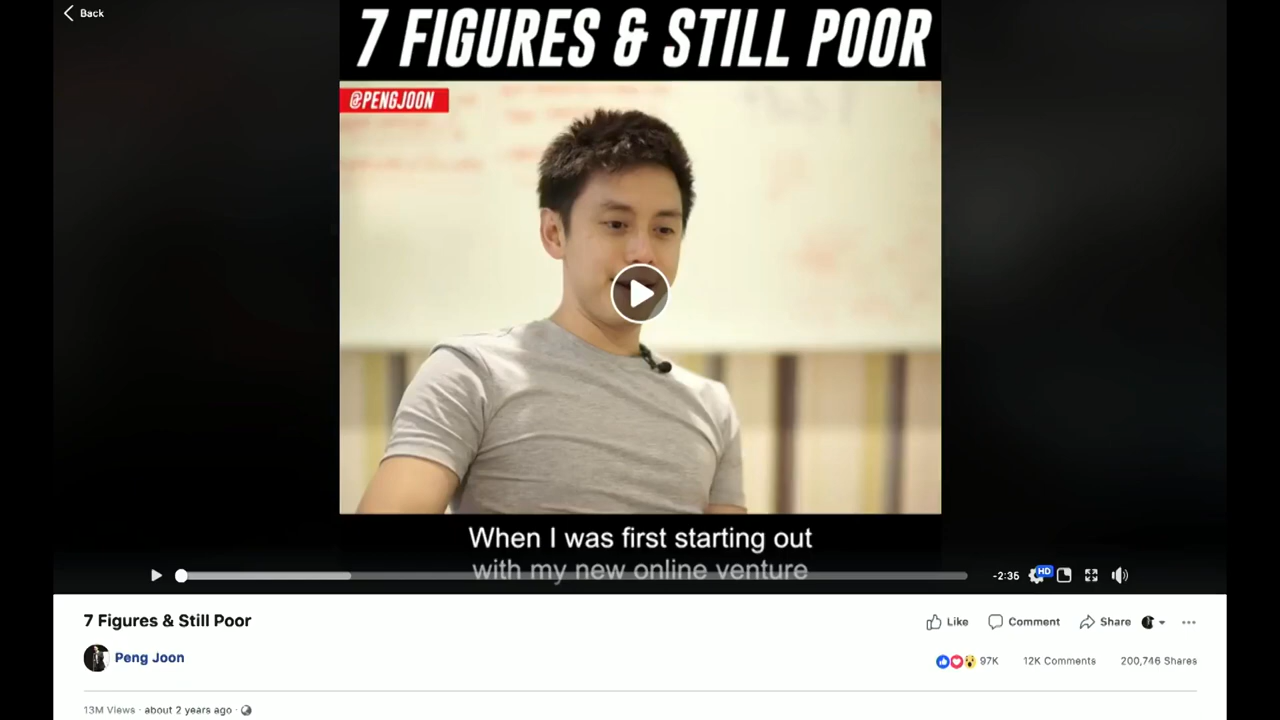 Back
7 FIGURES & STILL POOR
@PENGJOON
When I was first starting out
with my new online venture
-2:35
HD
7 Figures & Still Poor
Like
Comment
Share
Peng Joon
97K
12K Comments
200,746 Shares
13M Views · about 2 years ago ·